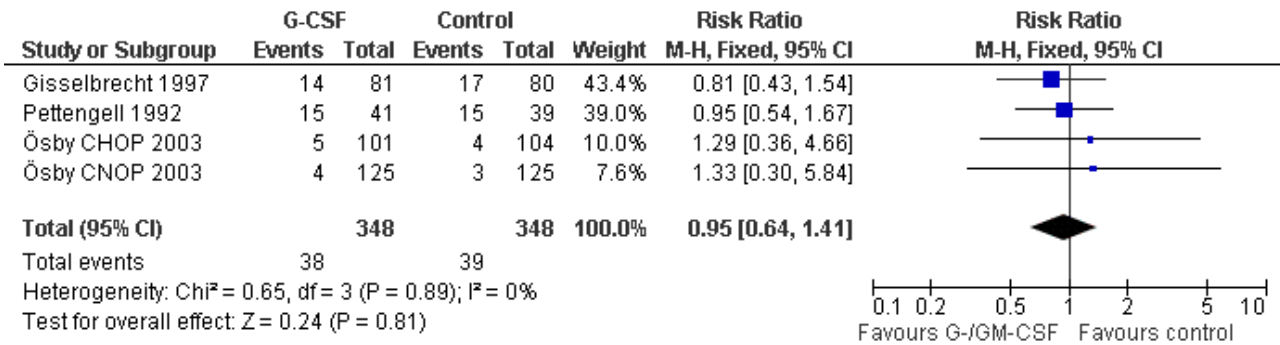 G-CSF Control Risk Ratio Risk Ratio
Study or Subgroup Events Total Events Total Weight M-H, Fixed, 95% CI M-H, Fixed, 95% CI
Gisselbrecht 1997 14 81 17 80 43.4% 0.81 [0.43, 1.54]
Pettengell 1992 15 41 15 39 39.0% 0.95 [0.54, 1.67]
Ösby CHOP 2003 5 101 4 104 10.0% 1.29 [0.36, 4.66]
Ösby CNOP 2003 4 125 3 125 7.6% 1.33 [0.30, 5.84]
Total (95% CI) 348 348 100.0% 0.95 [0.64, 1.41]
Total events 38 39
Heterogeneity: Chi² = 0.65, df = 3 (P = 0.89); I² = 0%
Test for overall effect: Z = 0.24 (P = 0.81)
0.1 0.2 0.5 1 2 5 10
Favours G-/GM-CSF Favours control